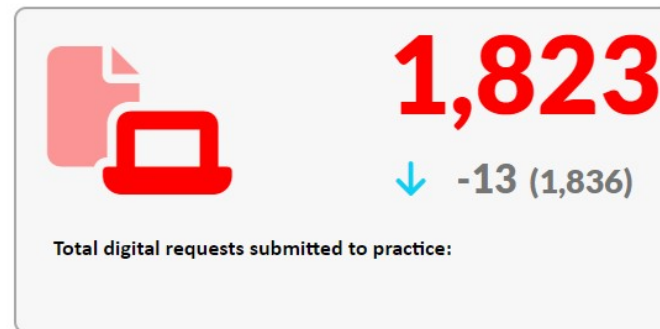 1,823
-13 (1,836)
Total digital requests submitted to practice: